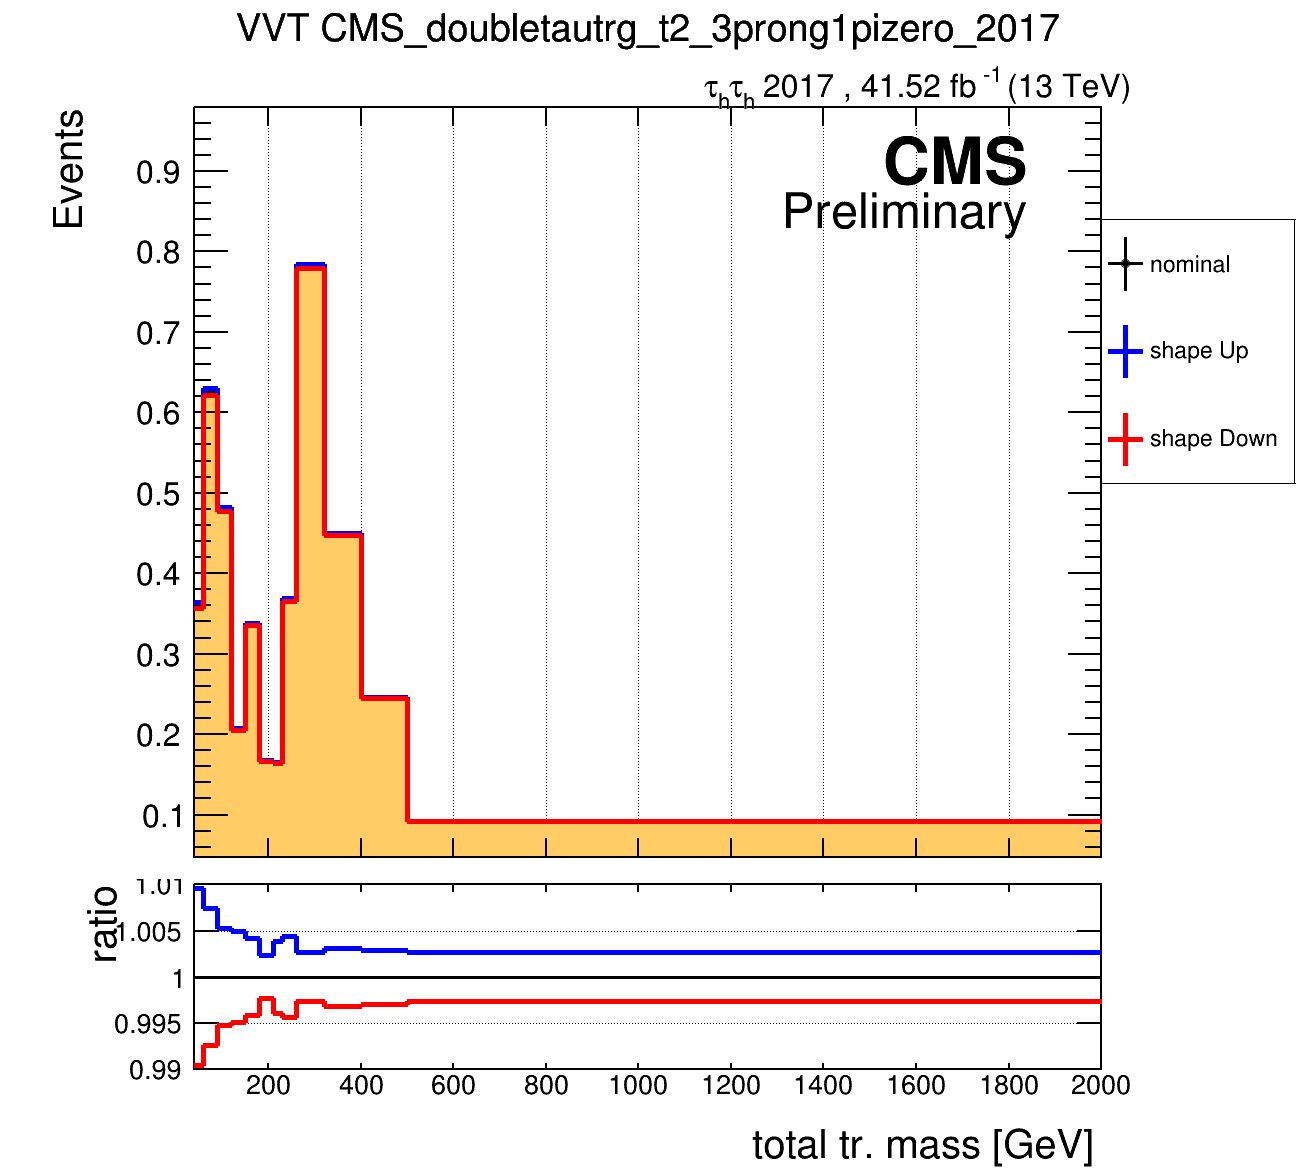 VVT CMS_doubletautrg_t2_3prong1pizero_2017
τhτh 2017 , 41.52 fb -1 (13 TeV)
Events
CMS
Preliminary
0.9
0.8
0.7
0.6
0.5
0.4
0.3
0.2
0.1
nominal
shape Up
shape Down
ratio
1.01
1.005
1
0.995
0.99
200 400 600 800 1000 1200 1400 1600 1800 2000
total tr. mass [GeV]